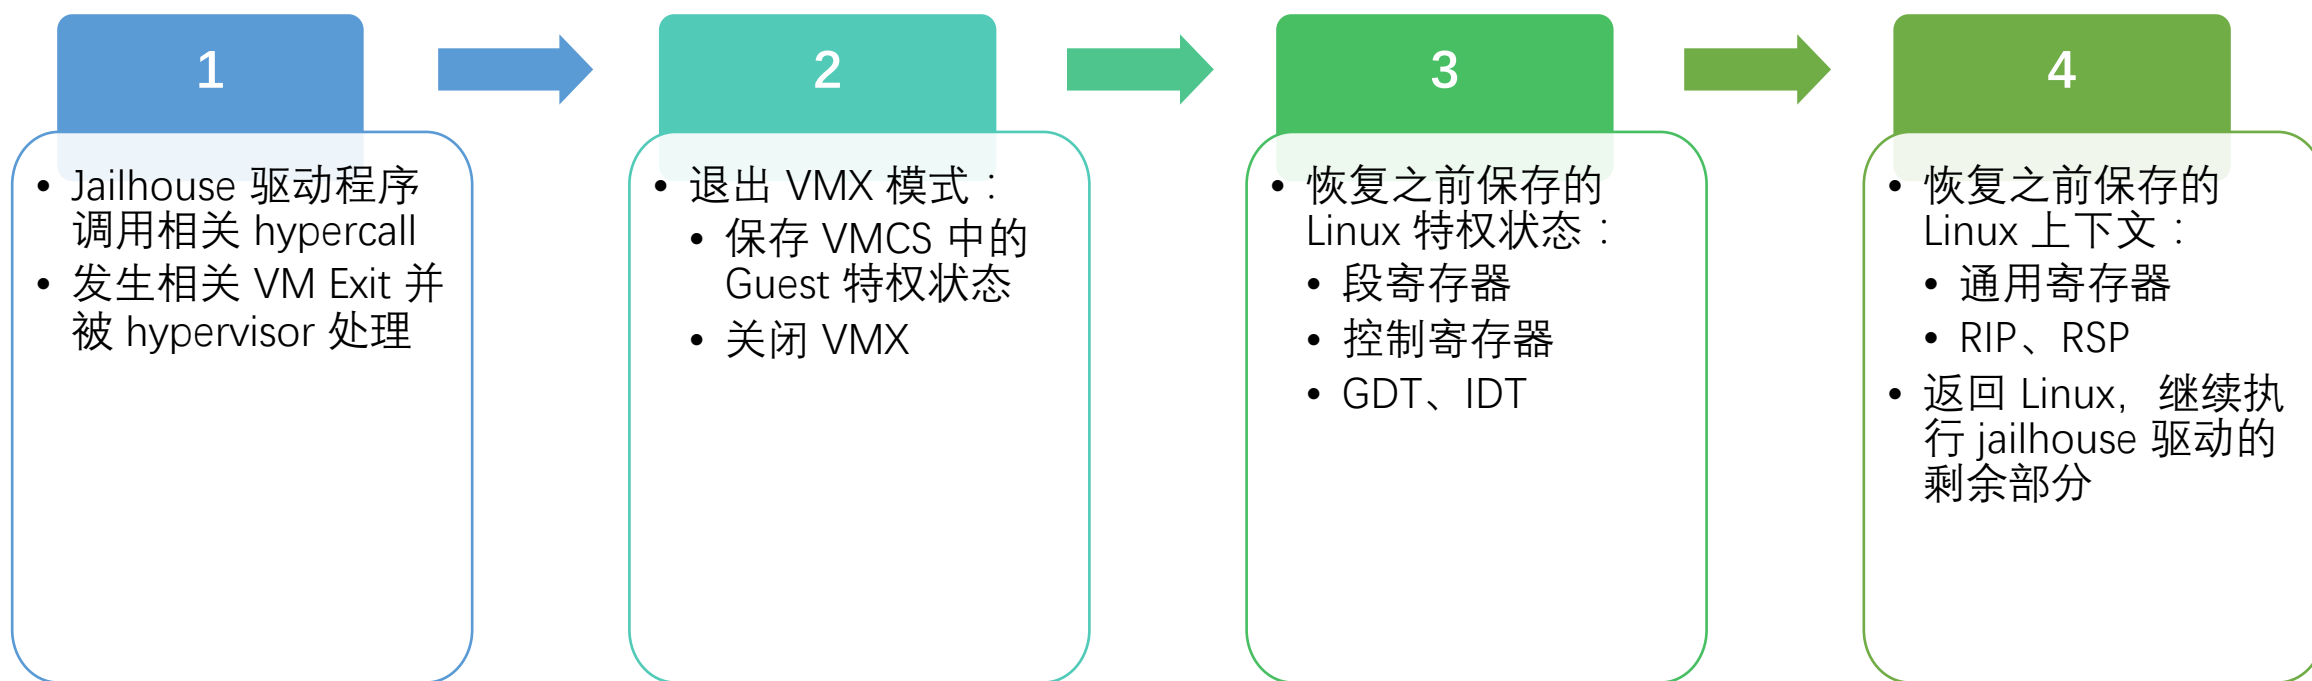 1
• Jailhouse 驱动程序
调用相关 hypercall
• 发生相关 VM Exit 并
被 hypervisor 处理
2
• 退出 VMX 模式：
• 保存 VMCS 中的
Guest 特权状态
• 关闭 VMX
3
• 恢复之前保存的
Linux 特权状态：
• 段寄存器
• 控制寄存器
• GDT、IDT
4
• 恢复之前保存的
Linux 上下文：
• 通用寄存器
• RIP、RSP
• 返回 Linux，继续执
行 jailhouse 驱动的
剩余部分